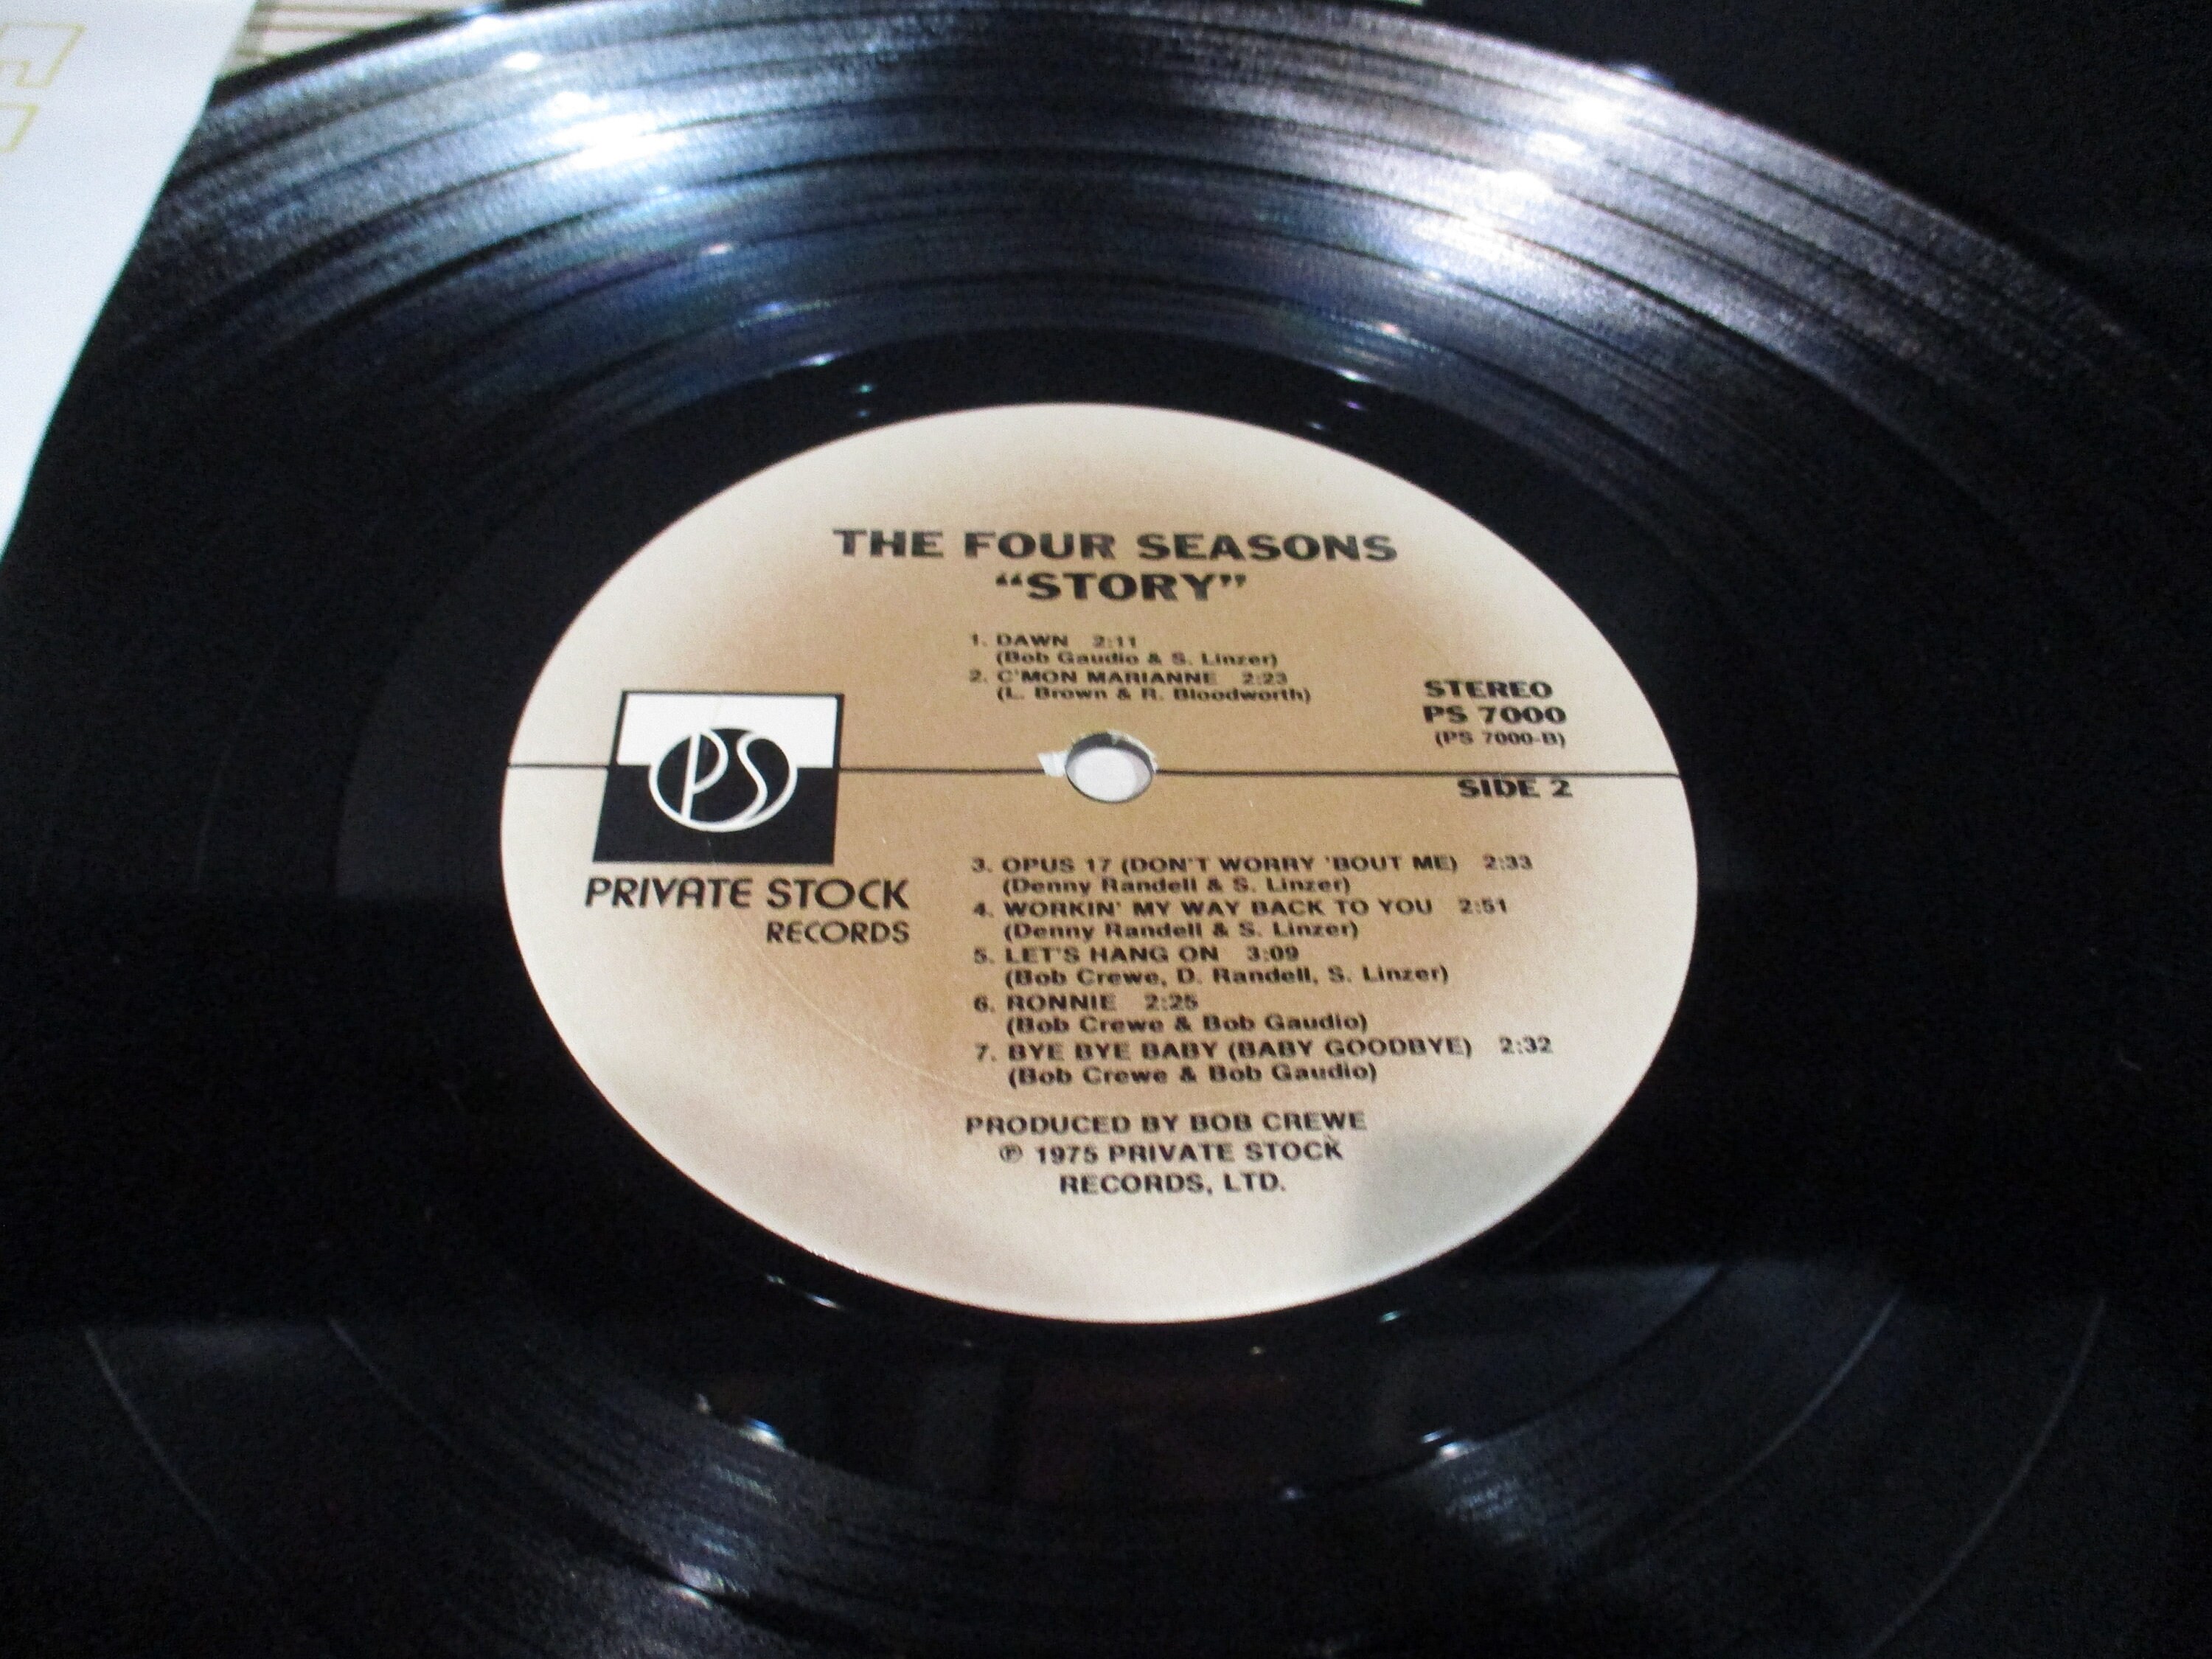 THE FOUR SEASONS
“STORY”
1. DAWN 2:11
(Bob Gaudio & S. Linzer)
2. C'MON MARIANNE 2:23
(L. Brown & R. Bloodworth)
STEREO
PS 7000
(PS 7000-B)
SIDE 2
PS
PRIVATE STOCK
RECORDS
3. OPUS 17 (DON'T WORRY 'BOUT ME) 2:33
(Denny Randell & S. Linzer)
4. WORKIN' MY WAY BACK TO YOU 2:51
(Denny Randell & S. Linzer)
5. LET'S HANG ON 3:09
(Bob Crewe, D. Randell, S. Linzer)
6. RONNIE 2:25
(Bob Crewe & Bob Gaudio)
7. BYE BYE BABY (BABY GOODBYE) 2:32
(Bob Crewe & Bob Gaudio)
PRODUCED BY BOB CREWE
℗ 1975 PRIVATE STOCK
RECORDS, LTD.